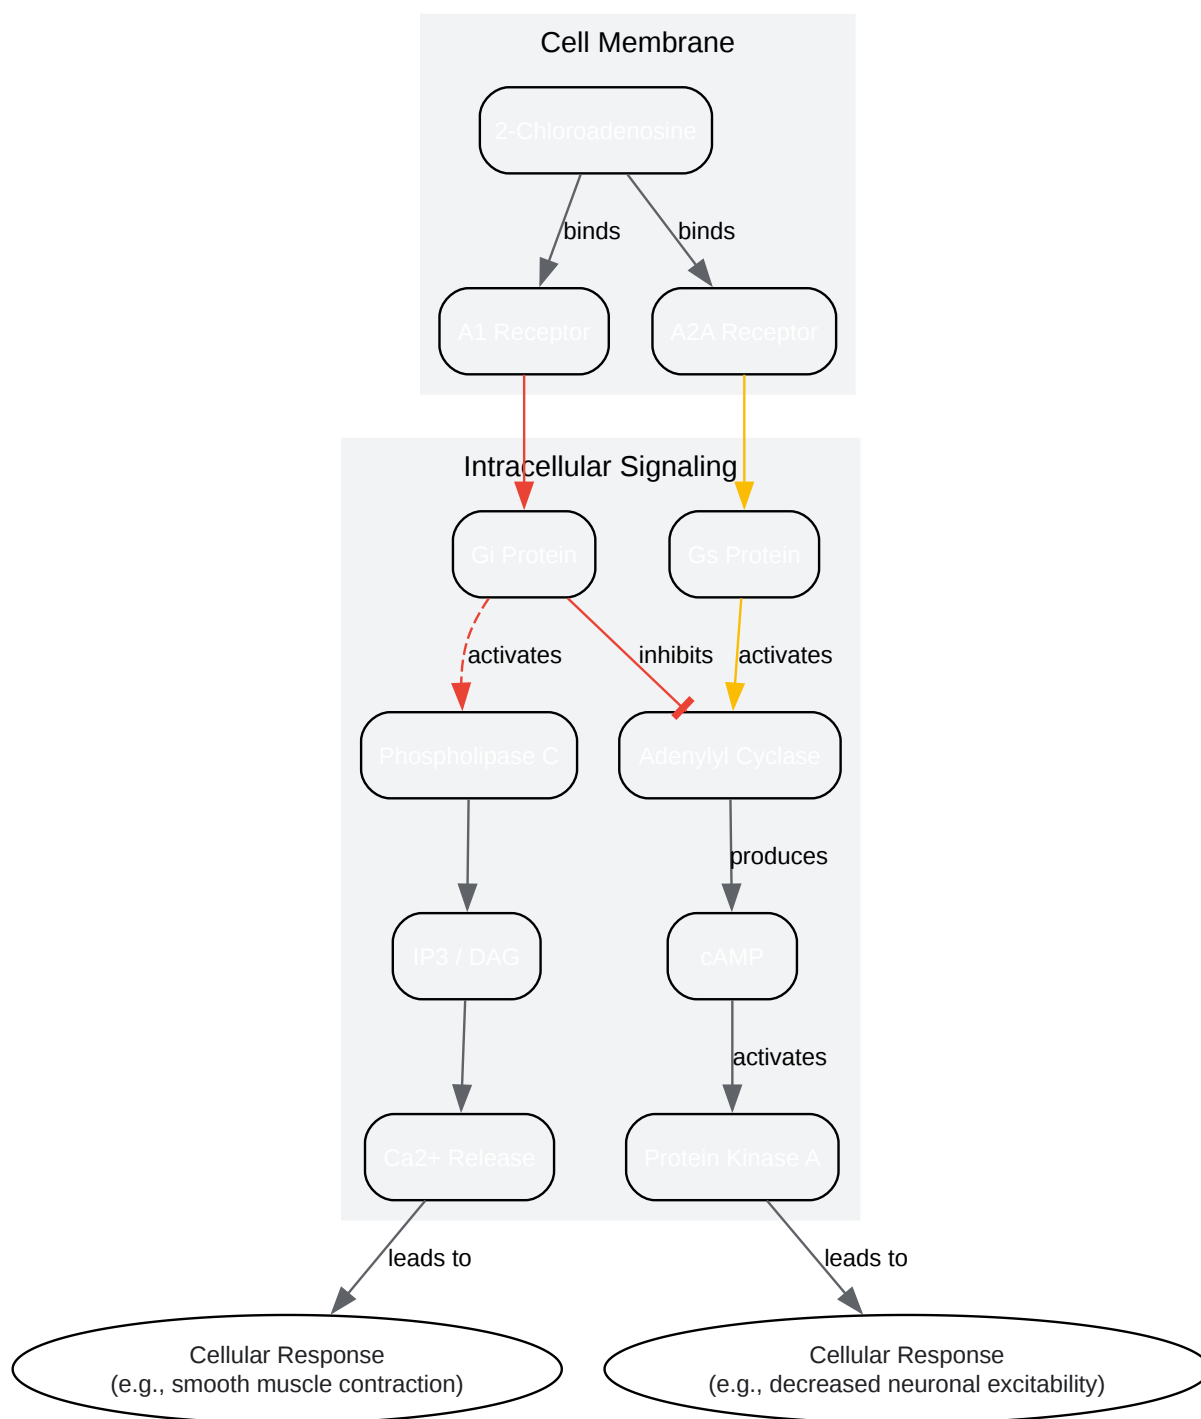 Cell Membrane
2-Chloroadenosine
binds
binds
A1 Receptor
A2A Receptor
Intracellular Signaling
Gi Protein
Gs Protein
activates
inhibits
activates
Phospholipase C
Adenylyl Cyclase
produces
IP3 / DAG
cAMP
activates
Ca2+ Release
Protein Kinase A
leads to
leads to
Cellular Response
(e.g., smooth muscle contraction)
Cellular Response
(e.g., decreased neuronal excitability)